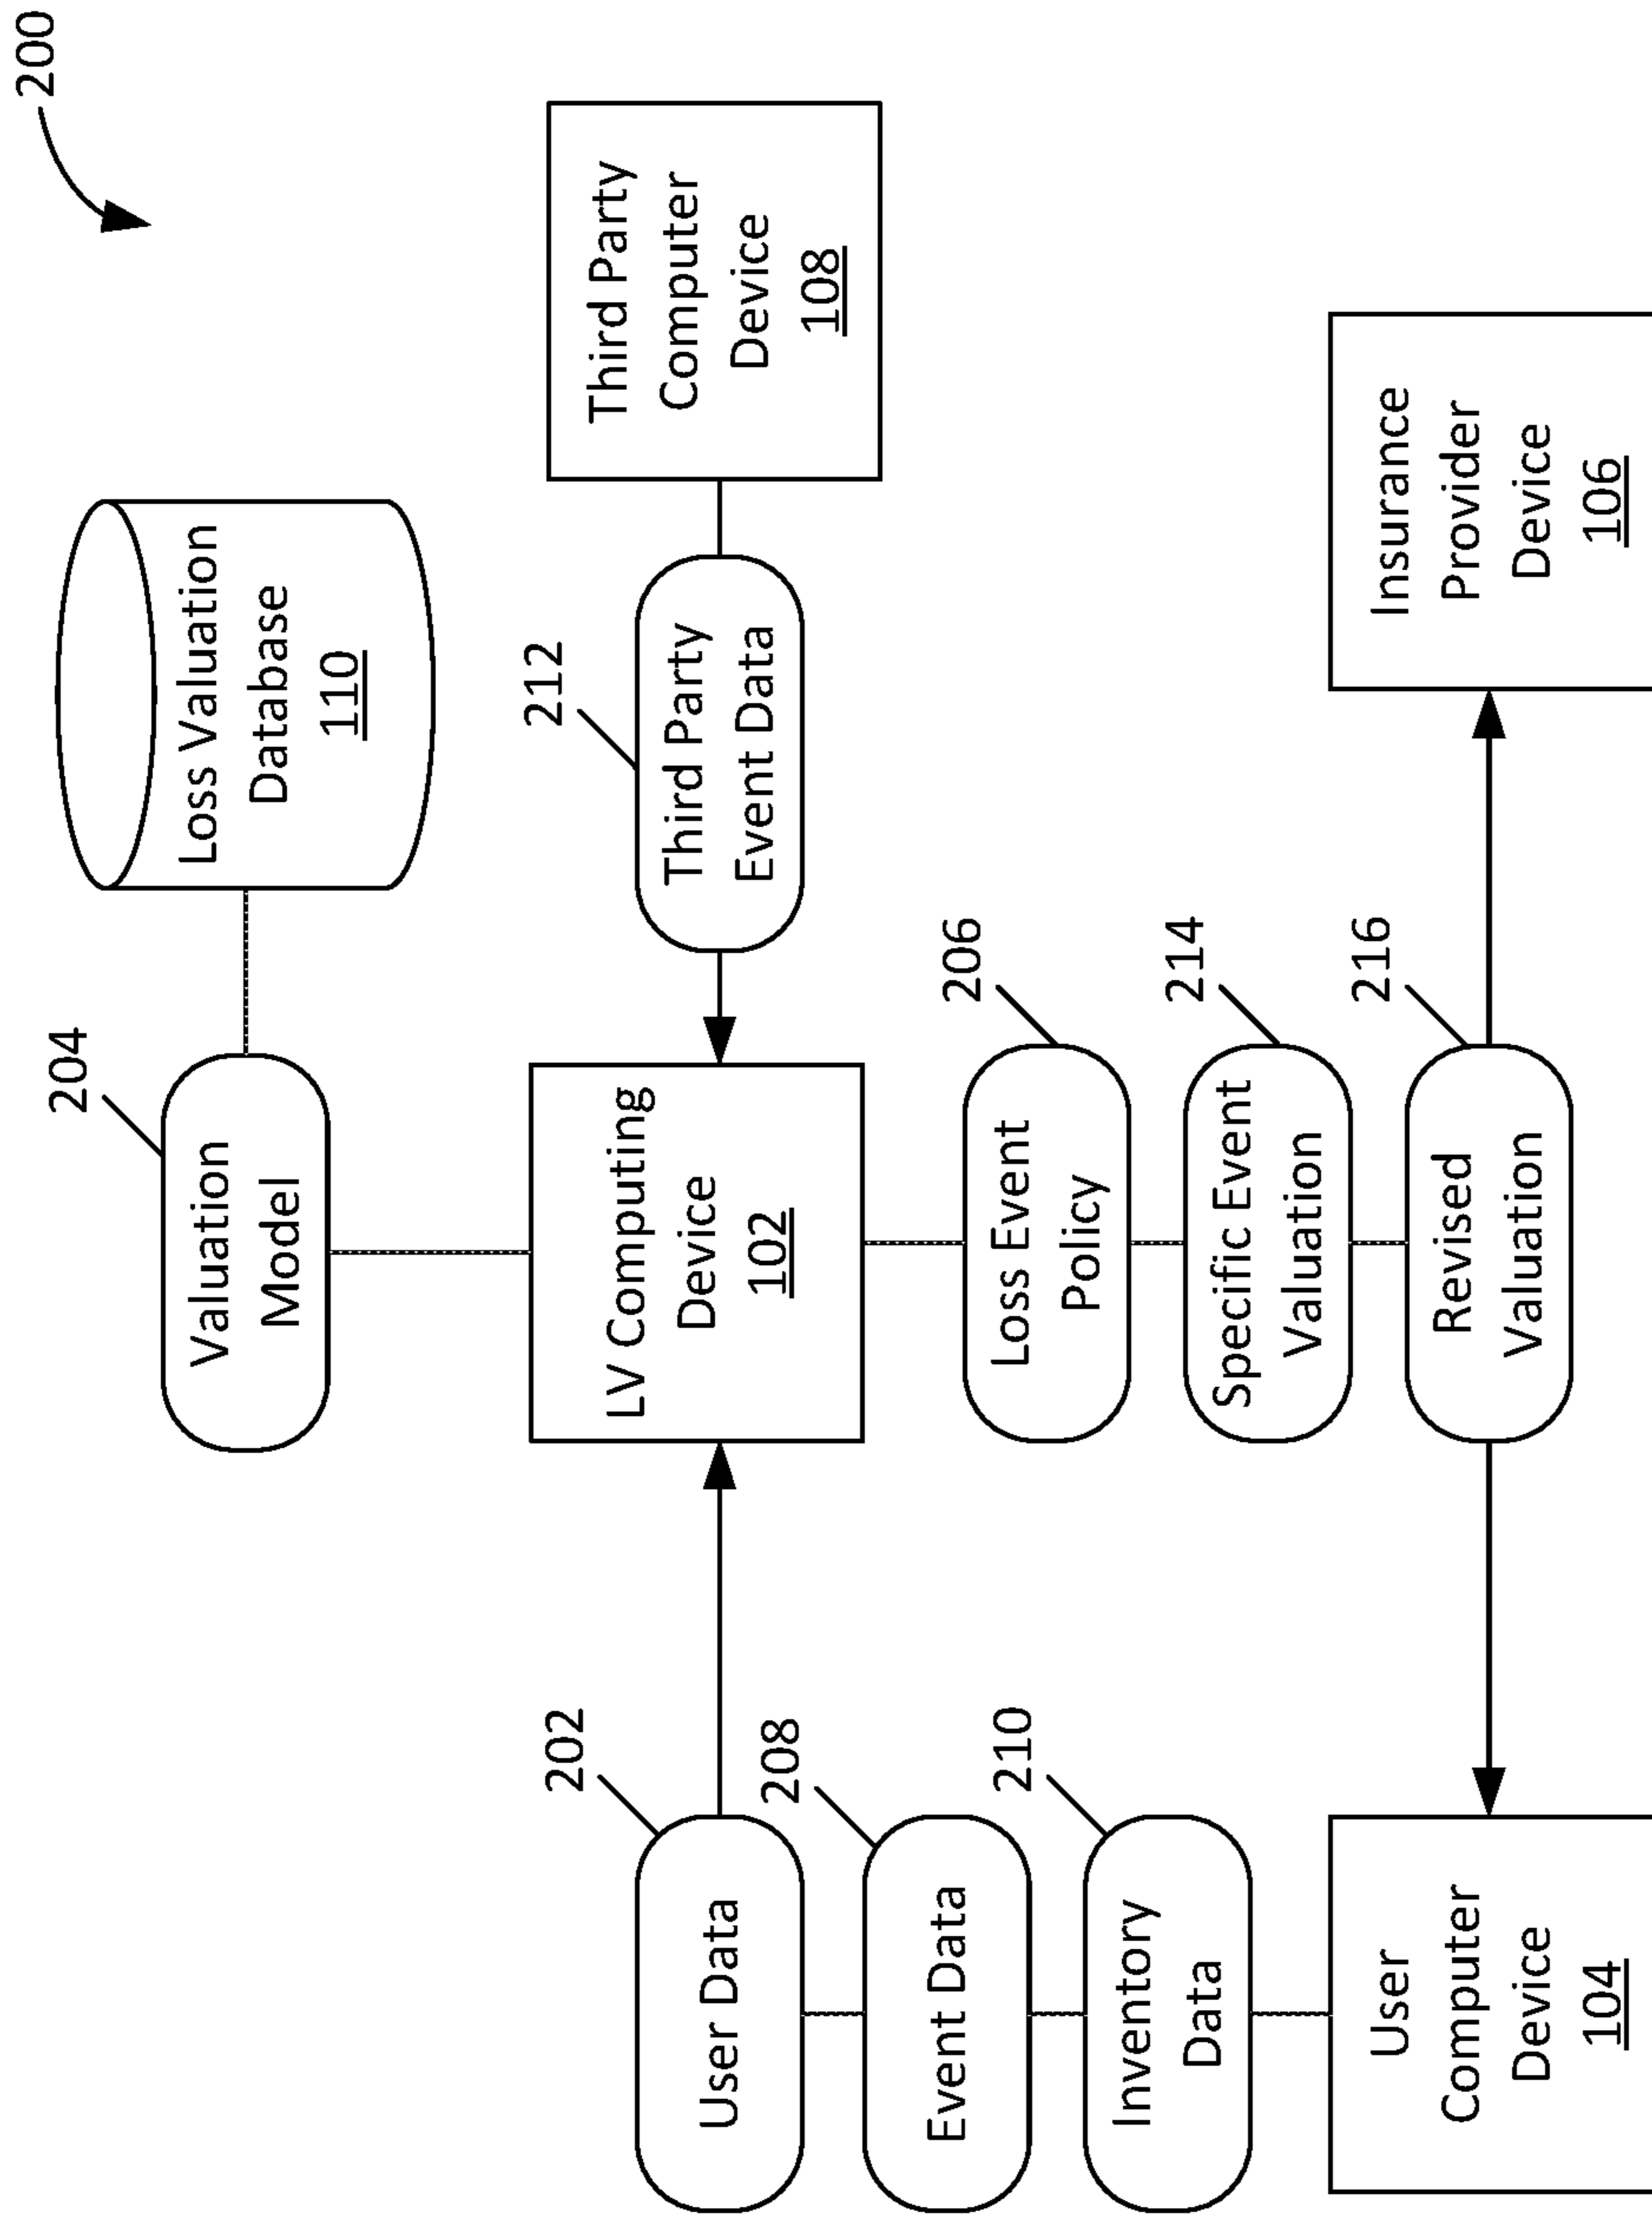 200
204
Valuation
Model
Loss Valuation
Database
110
202
User Data
LV Computing
Device
102
212
Third Party
Event Data
Third Party
Computer
Device
108
208
Event Data
206
Loss Event
Policy
210
Inventory
Data
214
Specific Event
Valuation
User
Computer
Device
104
216
Revised
Valuation
Insurance
Provider
Device
106